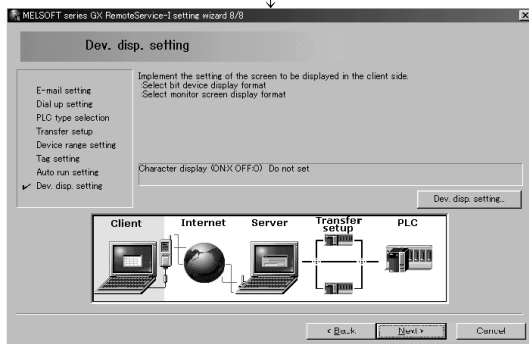 MELSOFT series GX RemoteService-I setting wizard 8/8
Dev. disp. setting
E-mail setting
Dial up setting
PLC type selection
Transfer setup
Device range setting
Tag setting
Auto run setting
Dev. disp. setting
Implement the setting of the screen to be displayed in the client side.
:Select bit device display format
:Select monitor screen display format
Character display (ON:X OFF:O) Do not set
Dev. disp. setting...
Client
Internet
Server
Transfer
setup
PLC
< Back
Next >
Cancel